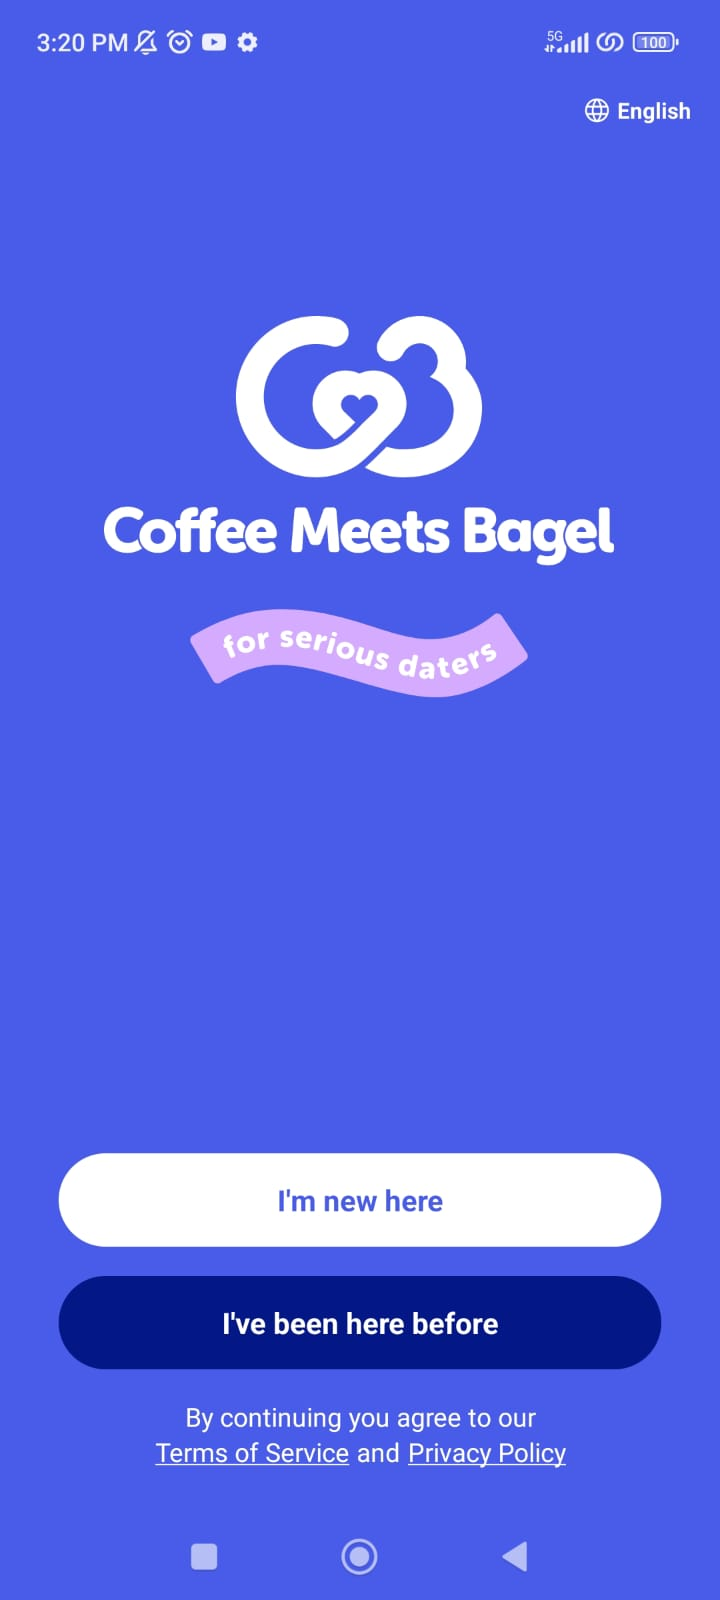 3:20 PM
5G
100
English
Coffee Meets Bagel
for serious daters
I'm new here
I've been here before
By continuing you agree to our
Terms of Service and Privacy Policy